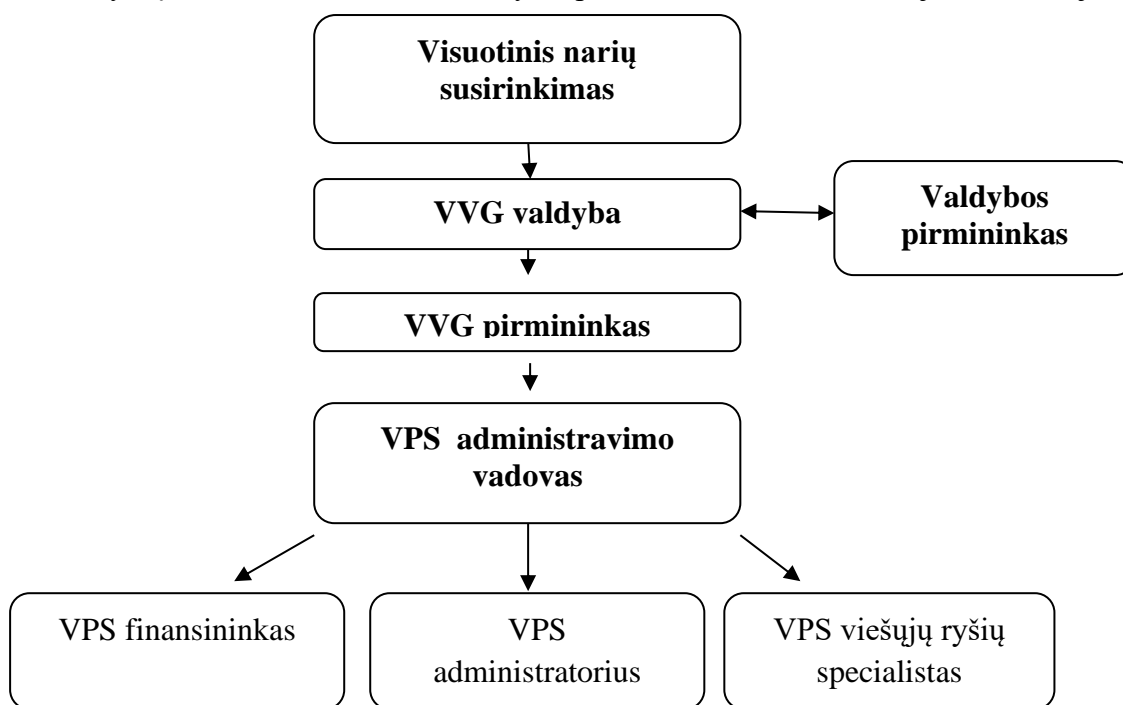 Visuotinis narių
susirinkimas
VVG valdyba
Valdybos
pirmininkas
VVG pirmininkas
VPS administravimo
vadovas
VPS finansininkas
VPS
administratorius
VPS viešųjų ryšių
specialistas